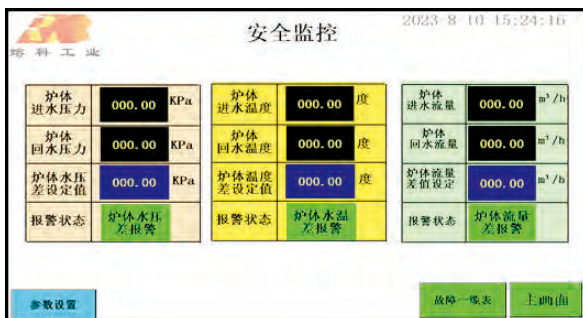 安全监控
2023-8-10 15:24:16
熔科工业
炉体
进水压力
000.00
KPa
炉体
回水压力
000.00
KPa
炉体水压
差设定值
000.00
KPa
报警状态
炉体水压
差报警
炉体
进水温度
000.00
度
炉体
回水温度
000.00
度
炉体温度
差设定值
000.00
度
报警状态
炉体水温
差报警
炉体
进水流量
000.00
m³/h
炉体
回水流量
000.00
m³/h
炉体流量
差值设定
000.00
m³/h
报警状态
炉体流量
差报警
参数设置
故障一缆表
主画面